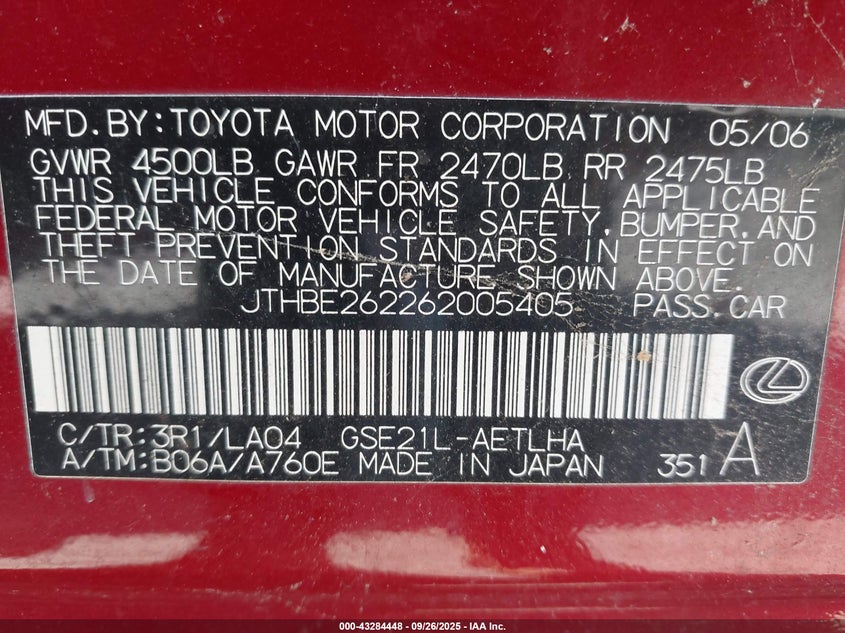 MFD.BY:TOYOTA MOTOR CORPORATION 05/06
GVWR 4500LB GAWR FR 2470LB RR 2475LB
THIS VEHICLE CONFORMS TO ALL APPLICABLE
FEDERAL MOTOR VEHICLE SAFETY,BUMPER,AND
THEFT PREVENTION STANDARDS IN EFFECT ON
THE DATE OF MANUFACTURE SHOWN ABOVE.
JTHBE262262005405 PASS.CAR
C/TR:3R1/LA04 GSE21L-AETLHA
A/TM:B06A/A760E MADE IN JAPAN 351 A
000-43284448 - 09/26/2025 - IAA Inc.